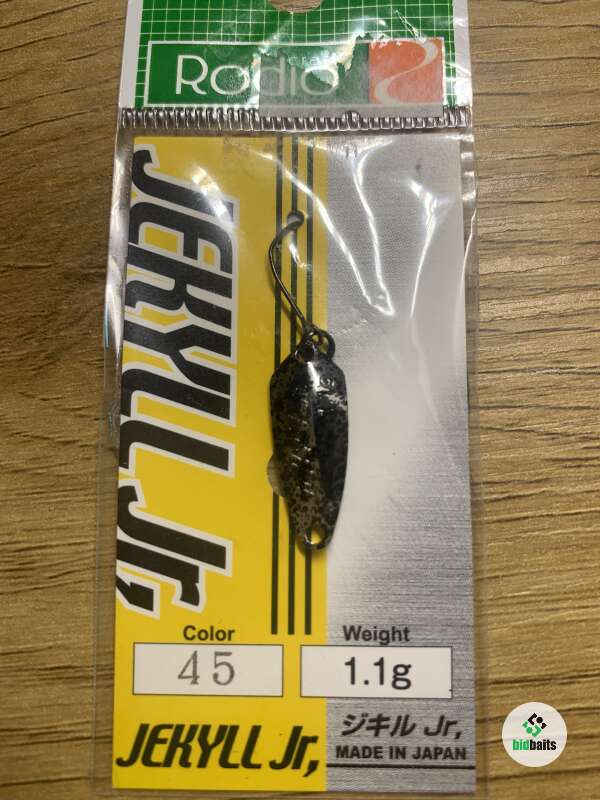 craft
Rodio
JEKYLL Jr,
Color
Weight
45
1.1g
JEKYLL Jr,
ジキル Jr,
MADE IN JAPAN
bidbaits